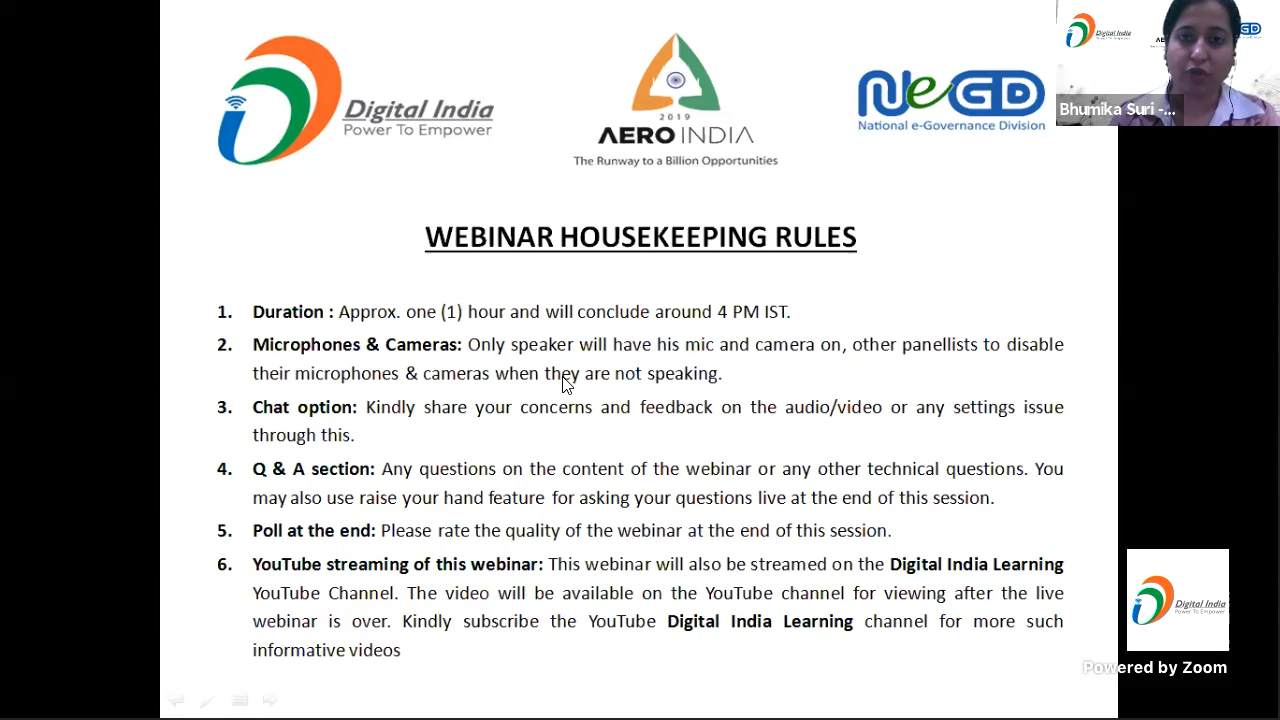 Digital India
Power To Empower
2019
AERO INDIA
The Runway to a Billion Opportunities
NeGD
National e-Governance Division
Digital India
Bhumika Suri -...
WEBINAR HOUSEKEEPING RULES
1. Duration : Approx. one (1) hour and will conclude around 4 PM IST.
2. Microphones & Cameras: Only speaker will have his mic and camera on, other panellists to disable
their microphones & cameras when they are not speaking.
3. Chat option: Kindly share your concerns and feedback on the audio/video or any settings issue
through this.
4. Q & A section: Any questions on the content of the webinar or any other technical questions. You
may also use raise your hand feature for asking your questions live at the end of this session.
5. Poll at the end: Please rate the quality of the webinar at the end of this session.
6. YouTube streaming of this webinar: This webinar will also be streamed on the Digital India Learning
YouTube Channel. The video will be available on the YouTube channel for viewing after the live
webinar is over. Kindly subscribe the YouTube Digital India Learning channel for more such
informative videos
Digital India
Power To Empower
Powered by Zoom